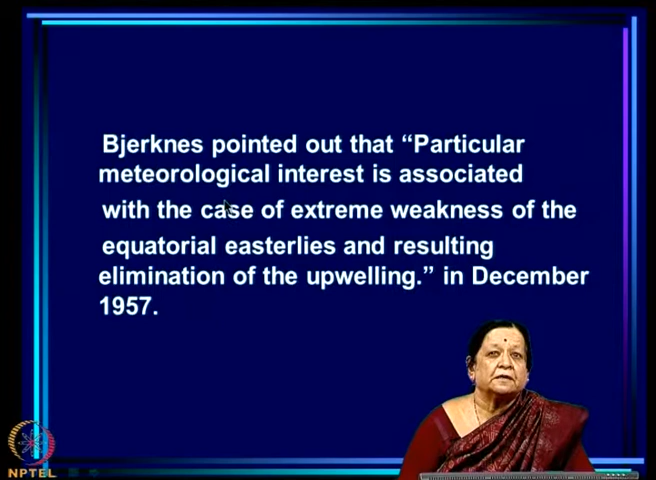 Bjerknes pointed out that “Particular
meteorological interest is associated
with the case of extreme weakness of the
equatorial easterlies and resulting
elimination of the upwelling.” in December
1957.
NPTEL